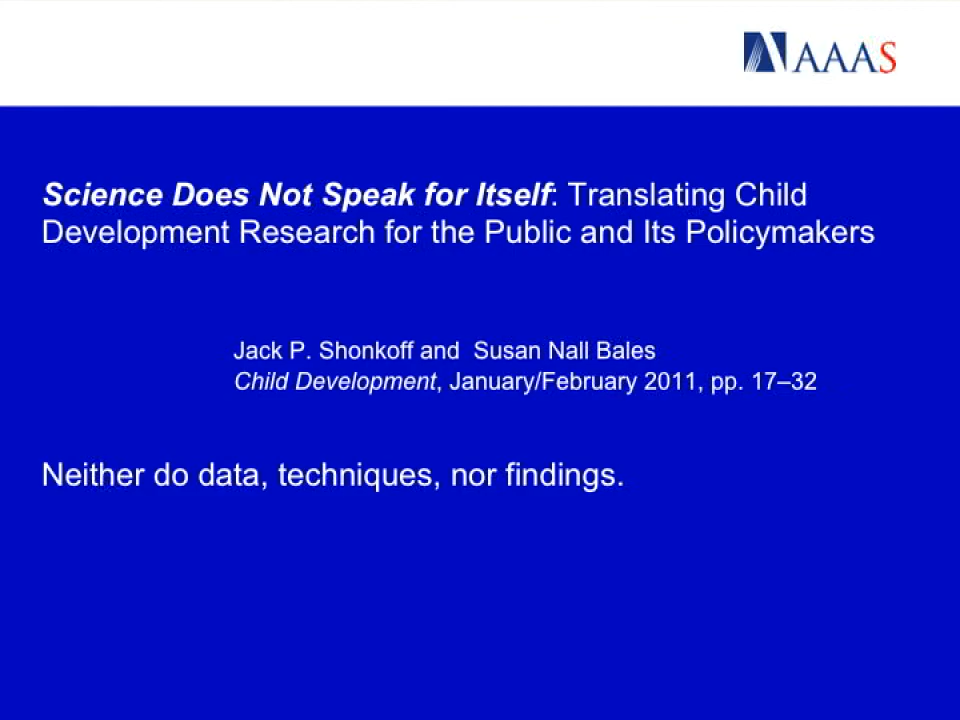 AAAS
Science Does Not Speak for Itself: Translating Child
Development Research for the Public and Its Policymakers
Jack P. Shonkoff and  Susan Nall Bales
Child Development, January/February 2011, pp. 17–32
Neither do data, techniques, nor findings.